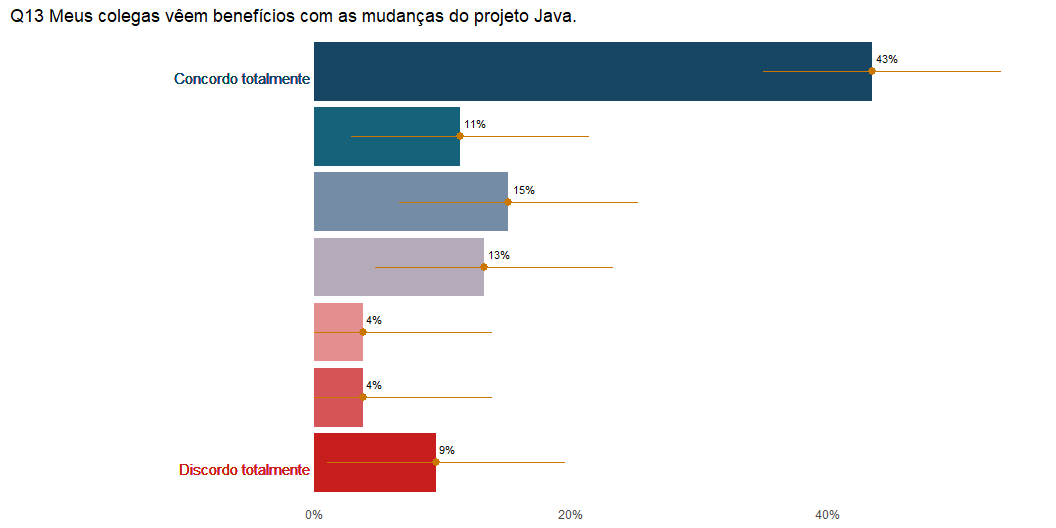 Q13 Meus colegas vêem benefícios com as mudanças do projeto Java.
43%
Concordo totalmente
11%
15%
13%
4%
4%
9%
Discordo totalmente
0% 20% 40%